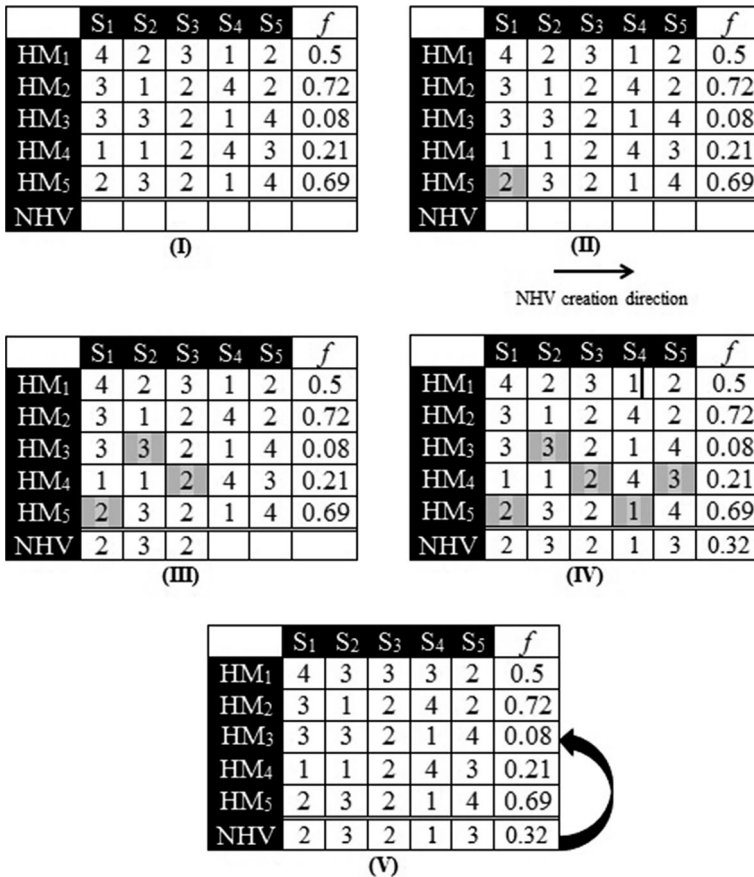 S1 S2 S3 S4 S5 f
HM1 4 2 3 1 2 0.5
HM2 3 1 2 4 2 0.72
HM3 3 3 2 1 4 0.08
HM4 1 1 2 4 3 0.21
HM5 2 3 2 1 4 0.69
NHV
(I)
S1 S2 S3 S4 S5 f
HM1 4 2 3 1 2 0.5
HM2 3 1 2 4 2 0.72
HM3 3 3 2 1 4 0.08
HM4 1 1 2 4 3 0.21
HM5 2 3 2 1 4 0.69
NHV
(II)
NHV creation direction
S1 S2 S3 S4 S5 f
HM1 4 2 3 1 2 0.5
HM2 3 1 2 4 2 0.72
HM3 3 3 2 1 4 0.08
HM4 1 1 2 4 3 0.21
HM5 2 3 2 1 4 0.69
NHV 2 3 2
(III)
S1 S2 S3 S4 S5 f
HM1 4 2 3 1 2 0.5
HM2 3 1 2 4 2 0.72
HM3 3 3 2 1 4 0.08
HM4 1 1 2 4 3 0.21
HM5 2 3 2 1 4 0.69
NHV 2 3 2 1 3 0.32
(IV)
S1 S2 S3 S4 S5 f
HM1 4 3 3 3 2 0.5
HM2 3 1 2 4 2 0.72
HM3 3 3 2 1 4 0.08
HM4 1 1 2 4 3 0.21
HM5 2 3 2 1 4 0.69
NHV 2 3 2 1 3 0.32
(V)